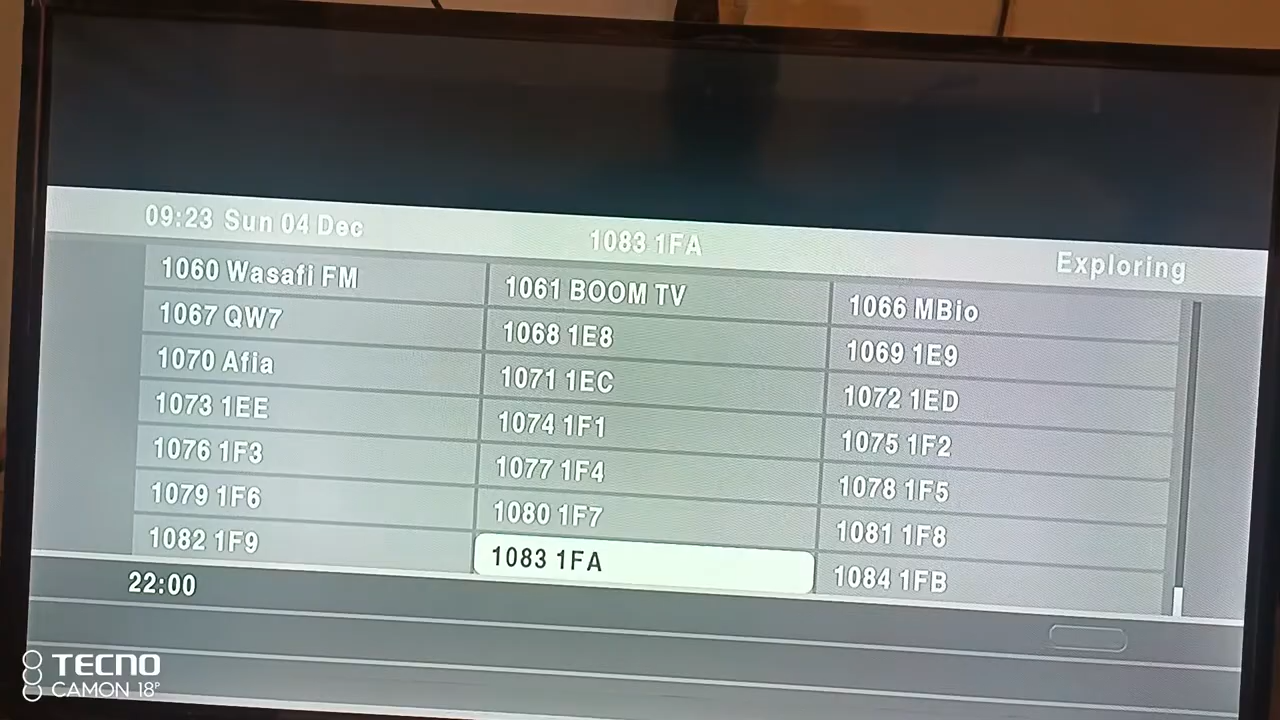 09:23 Sun 04 Dec 1083 1FA Exploring
1060 Wasafi FM 1061 BOOM TV 1066 MBio
1067 QW7 1068 1E8 1069 1E9
1070 Afia 1071 1EC 1072 1ED
1073 1EE 1074 1F1 1075 1F2
1076 1F3 1077 1F4 1078 1F5
1079 1F6 1080 1F7 1081 1F8
1082 1F9 1083 1FA 1084 1FB
22:00
TECNO
CAMON 18P